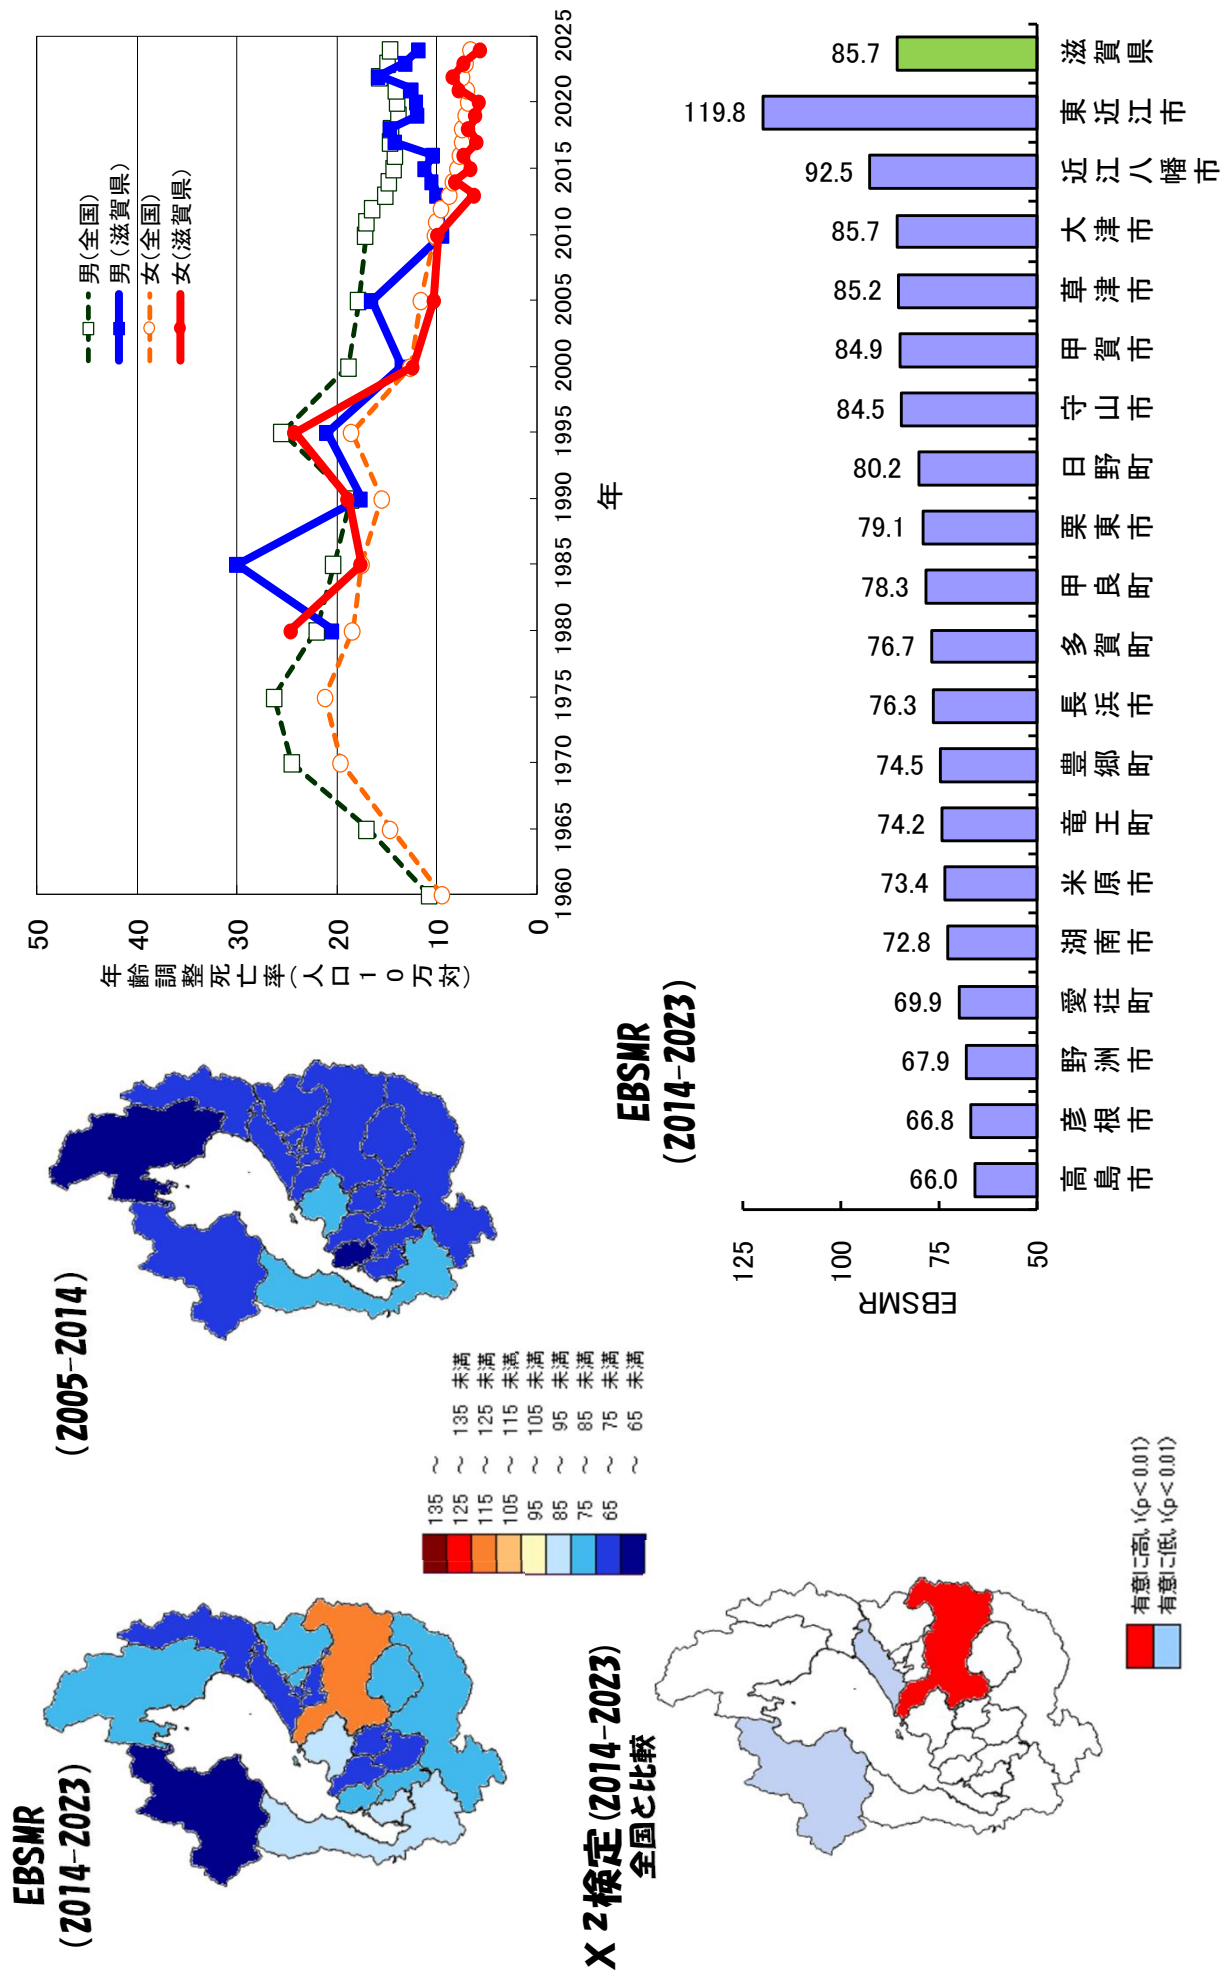 EBSMR
(2014-2023)
(2005-2014)
135 ～
125 ～ 135 未満
115 ～ 125 未満
105 ～ 115 未満
95 ～ 105 未満
85 ～ 95 未満
75 ～ 85 未満
65 ～ 75 未満
～ 65 未満
年齢調整死亡率(人口１０万対)
50
40
30
20
10
0
1960 1965 1970 1975 1980 1985 1990 1995 2000 2005 2010 2015 2020 2025
年
男(全国)
男(滋賀県)
女(全国)
女(滋賀県)
X²検定(2014-2023)
全国と比較
有意に高い(p<0.01)
有意に低い(p<0.01)
EBSMR
(2014-2023)
EBSMR
125
100
75
50
66.0 66.8 67.9 69.9 72.8 73.4 74.2 74.5 76.3 76.7 78.3 79.1 80.2 84.5 84.9 85.2 85.7 92.5 119.8 85.7
高島市 彦根市 野洲市 愛荘町 湖南市 米原市 竜王町 豊郷町 長浜市 多賀町 甲良町 栗東市 日野町 守山市 甲賀市 草津市 大津市 近江八幡市 東近江市 滋賀県